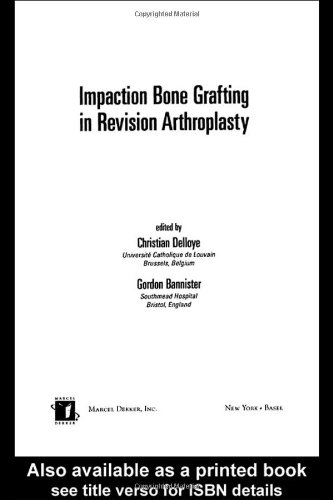 Impaction Bone Grafting
in Revision Arthroplasty
edited by
Christian Delloye
Université Catholique de Louvain
Brussels, Belgium
Gordon Bannister
Southmead Hospital
Bristol, England
MARCEL
DEKKER
MARCEL DEKKER, INC.
NEW YORK • BASEL
Also available as a printed book
see title verso for ISBN details